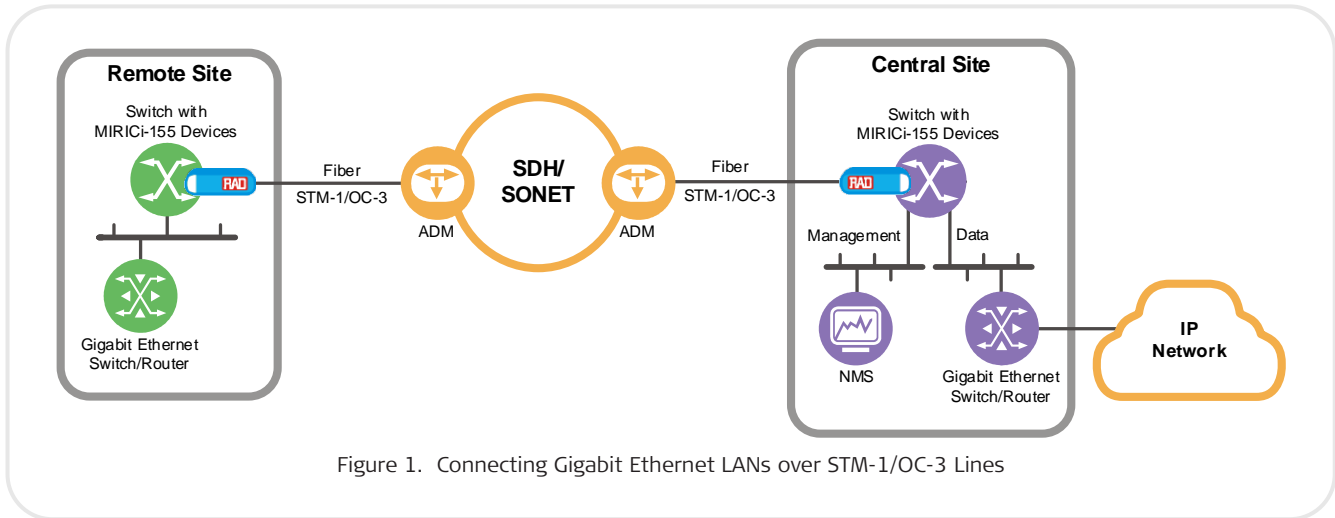 Remote Site
Switch with
MIRICi-155 Devices
RAD
Gigabit Ethernet
Switch/Router
Fiber
STM-1/OC-3
ADM
SDH/
SONET
ADM
Fiber
STM-1/OC-3
Central Site
Switch with
MIRICi-155 Devices
RAD
Management
Data
NMS
Gigabit Ethernet
Switch/Router
IP
Network
Figure 1. Connecting Gigabit Ethernet LANs over STM-1/OC-3 Lines